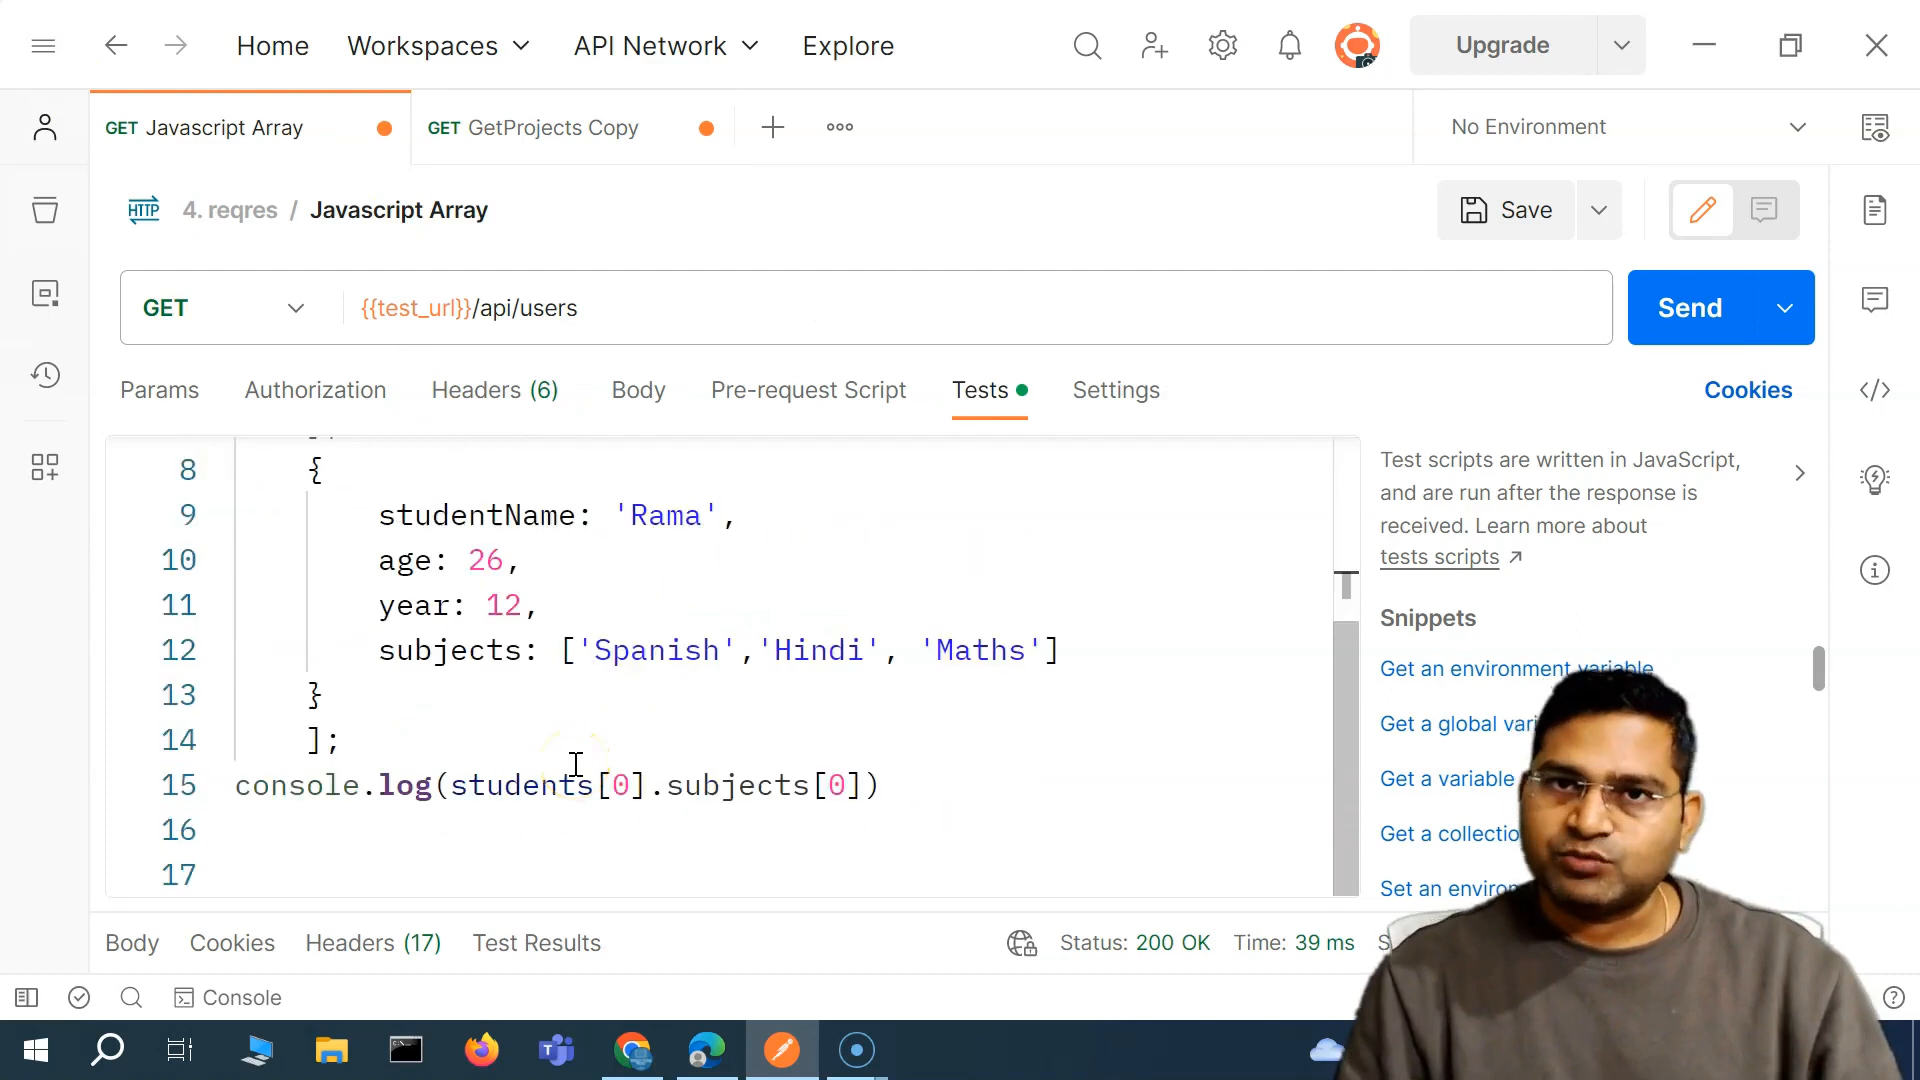 Home Workspaces API Network Explore Upgrade
GET Javascript Array GET GetProjects Copy No Environment
HTTP 4. reqres / Javascript Array Save
GET {{test_url}}/api/users Send
Params Authorization Headers (6) Body Pre-request Script Tests Settings Cookies
8 {
9 studentName: 'Rama',
10 age: 26,
11 year: 12,
12 subjects: ['Spanish','Hindi', 'Maths']
13 }
14 ];
15 console.log(students[0].subjects[0])
16
17
Test scripts are written in JavaScript,
and are run after the response is
received. Learn more about
tests scripts
Snippets
Get an environment variable
Get a global vari
Get a variable
Get a collectio
Set an environ
Body Cookies Headers (17) Test Results Status: 200 OK Time: 39 ms S
Console